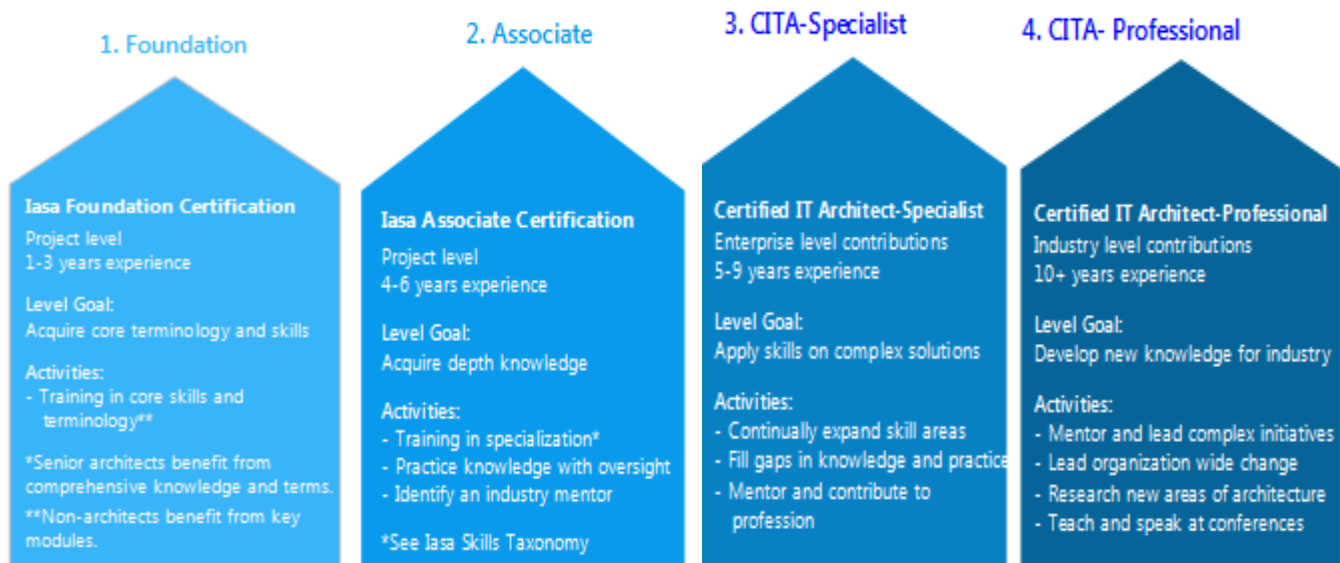 1. Foundation
Iasa Foundation Certification
Project level
1-3 years experience
Level Goal:
Acquire core terminology and skills
Activities:
- Training in core skills and
terminology**
*Senior architects benefit from
comprehensive knowledge and terms.
**Non-architects benefit from key
modules.
2. Associate
Iasa Associate Certification
Project level
4-6 years experience
Level Goal:
Acquire depth knowledge
Activities:
- Training in specialization*
- Practice knowledge with oversight
- Identify an industry mentor
*See Iasa Skills Taxonomy
3. CITA-Specialist
Certified IT Architect-Specialist
Enterprise level contributions
5-9 years experience
Level Goal:
Apply skills on complex solutions
Activities:
- Continually expand skill areas
- Fill gaps in knowledge and practice
- Mentor and contribute to
profession
4. CITA- Professional
Certified IT Architect-Professional
Industry level contributions
10+ years experience
Level Goal:
Develop new knowledge for industry
Activities:
- Mentor and lead complex initiatives
- Lead organization wide change
- Research new areas of architecture
- Teach and speak at conferences